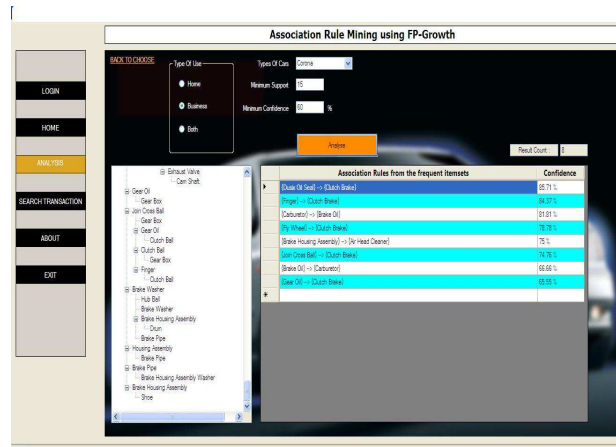 Association Rule Mining using FP-Growth
BACK TO CHOOSE
Type Of Use
Home
Business
Both
Types Of Cars Corona
Minimum Support 15
Minimum Confidence 60 %
Analyse
Result Count : 8
LOGIN
HOME
ANALYSIS
SEARCH TRANSACTION
ABOUT
EXIT
Exhaust Valve
Cam Shaft
Gear Oil
Gear Box
Join Cross Ball
Gear Box
Gear Oil
Clutch Ball
Clutch Ball
Gear Box
Finger
Clutch Ball
Brake Washer
Hub Ball
Brake Washer
Brake Housing Assembly
Drum
Brake Pipe
Housing Assembly
Brake Pipe
Brake Pipe
Brake Housing Assembly Washer
Brake Housing Assembly
Shoe
Association Rules from the frequent itemsets Confidence
{Oil Seal} --> {Clutch Brake} 85.71 %
{Finger} --> {Clutch Brake} 84.37 %
{Carburetor} --> {Brake Oil} 81.81 %
{Fly Wheel} --> {Clutch Brake} 78.78 %
{Brake Housing Assembly} --> {Air Head Cleaner} 75 %
{Join Cross Ball} --> {Clutch Brake} 74.76 %
{Brake Oil} --> {Carburetor} 66.66 %
{Gear Oil} --> {Clutch Brake} 65.55 %